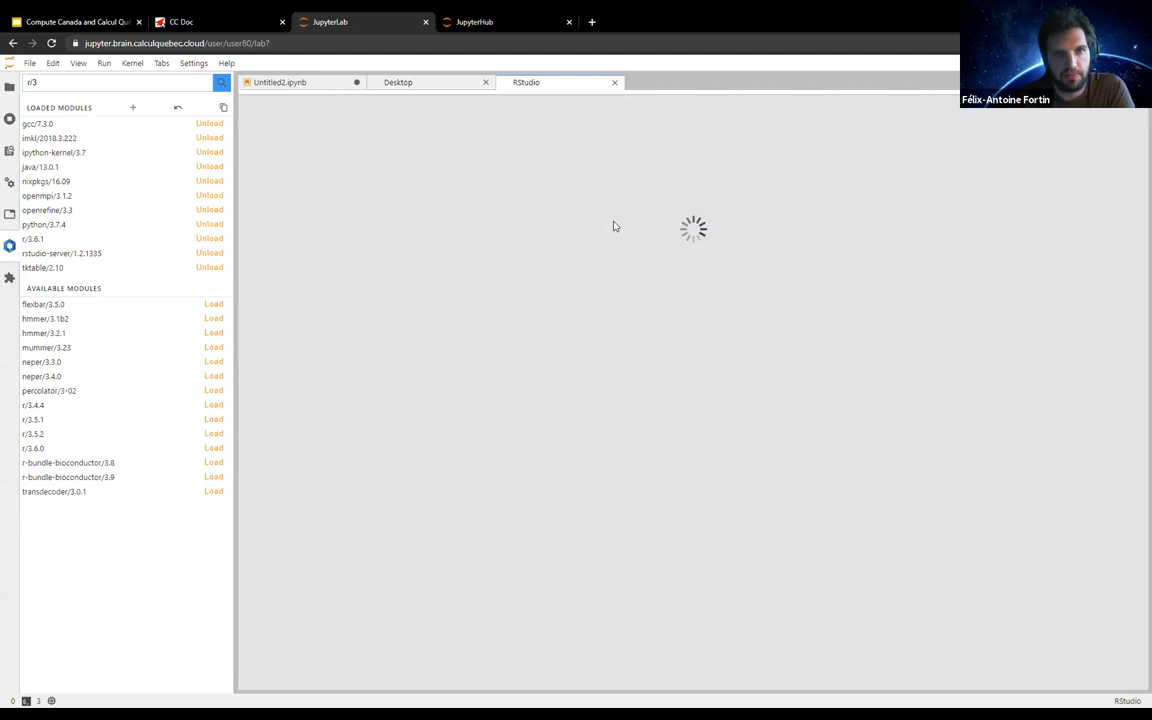 Compute Canada and Calcul Qué
CC Doc
JupyterLab
JupyterHub
jupyter.brain.calculquebec.cloud/user/user80/lab?
File Edit View Run Kernel Tabs Settings Help
Félix-Antoine Fortin
r/3
Untitled2.ipynb
Desktop
RStudio
LOADED MODULES
gcc/7.3.0 Unload
imkl/2018.3.222 Unload
ipython-kernel/3.7 Unload
java/13.0.1 Unload
nixpkgs/16.09 Unload
openmpi/3.1.2 Unload
openrefine/3.3 Unload
python/3.7.4 Unload
r/3.6.1 Unload
rstudio-server/1.2.1335 Unload
tktable/2.10 Unload
AVAILABLE MODULES
flexbar/3.5.0 Load
hmmer/3.1b2 Load
hmmer/3.2.1 Load
mummer/3.23 Load
neper/3.3.0 Load
neper/3.4.0 Load
percolator/3-02 Load
r/3.4.4 Load
r/3.5.1 Load
r/3.5.2 Load
r/3.6.0 Load
r-bundle-bioconductor/3.8 Load
r-bundle-bioconductor/3.9 Load
transdecoder/3.0.1 Load
0 3
RStudio